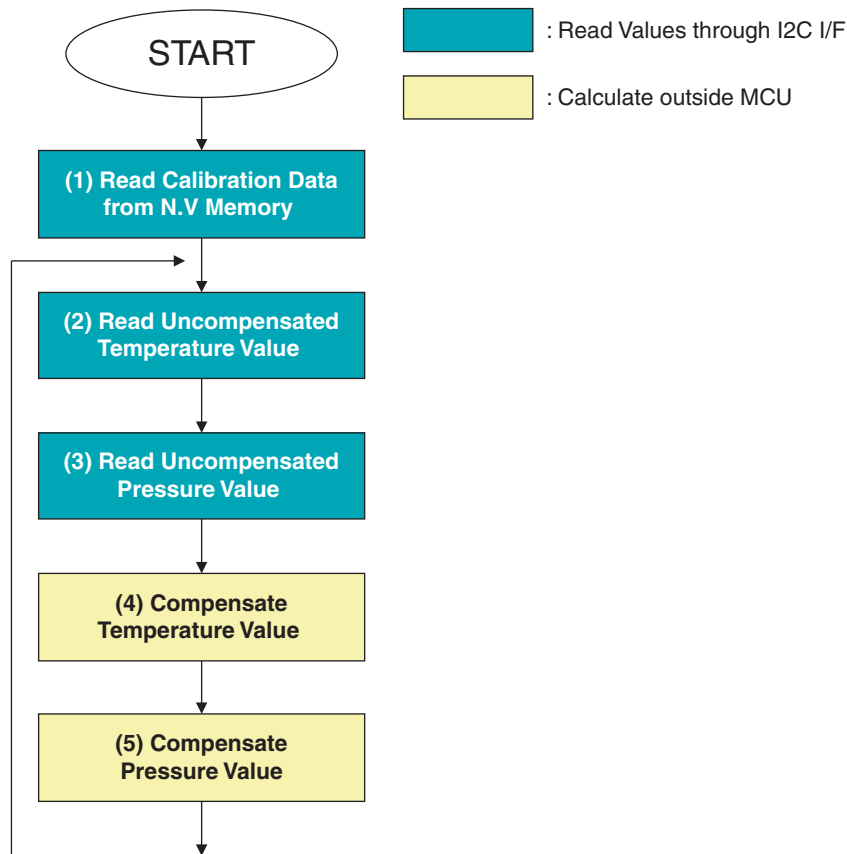 START
: Read Values through I2C I/F
: Calculate outside MCU
(1) Read Calibration Data
from N.V Memory
(2) Read Uncompensated
Temperature Value
(3) Read Uncompensated
Pressure Value
(4) Compensate
Temperature Value
(5) Compensate
Pressure Value